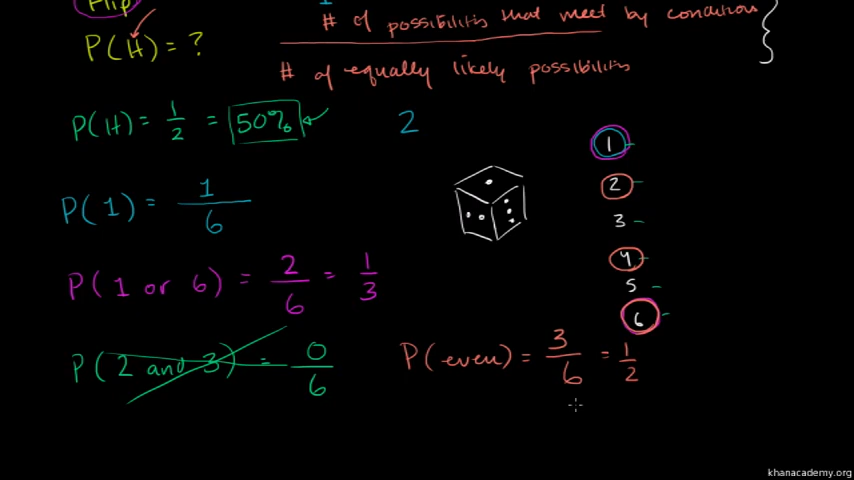 Flip
# of possibilities that meet by conditions
P(H) = ?
# of equally likely possibilities
P(H) = 1/2 = 50%
2
1
P(1) = 1/6
2
3
4
P(1 or 6) = 2/6 = 1/3
5
6
P(2 and 3) = 0/6
P(even) = 3/6 = 1/2
khanacademy.org